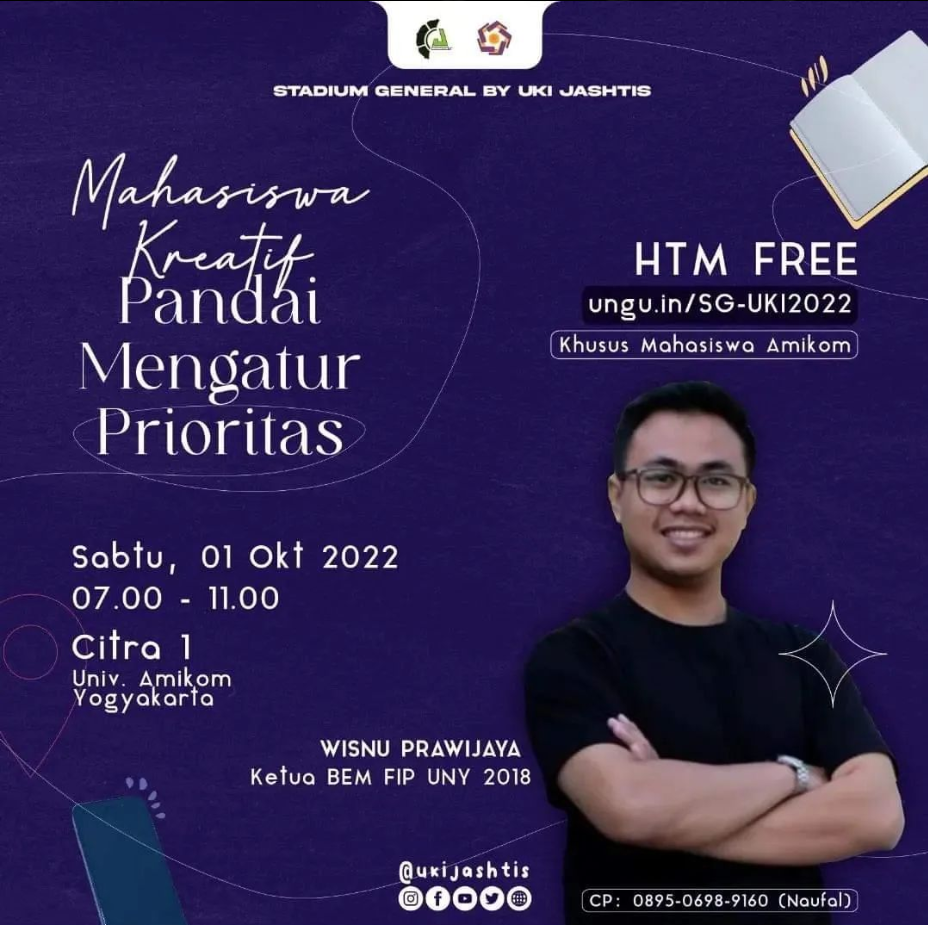 STADIUM GENERAL BY UKI JASHTIS
Mahasiswa
Kreatif
Pandai
Mengatur
Prioritas
HTM FREE
ungu.in/SG-UKI2022
Khusus Mahasiswa Amikom
Sabtu, 01 Okt 2022
07.00 - 11.00
Citra 1
Univ. Amikom
Yogyakarta
WISNU PRAWIJAYA
Ketua BEM FIP UNY 2018
@ukijashtis
CP: 0895-0698-9160 (Naufal)